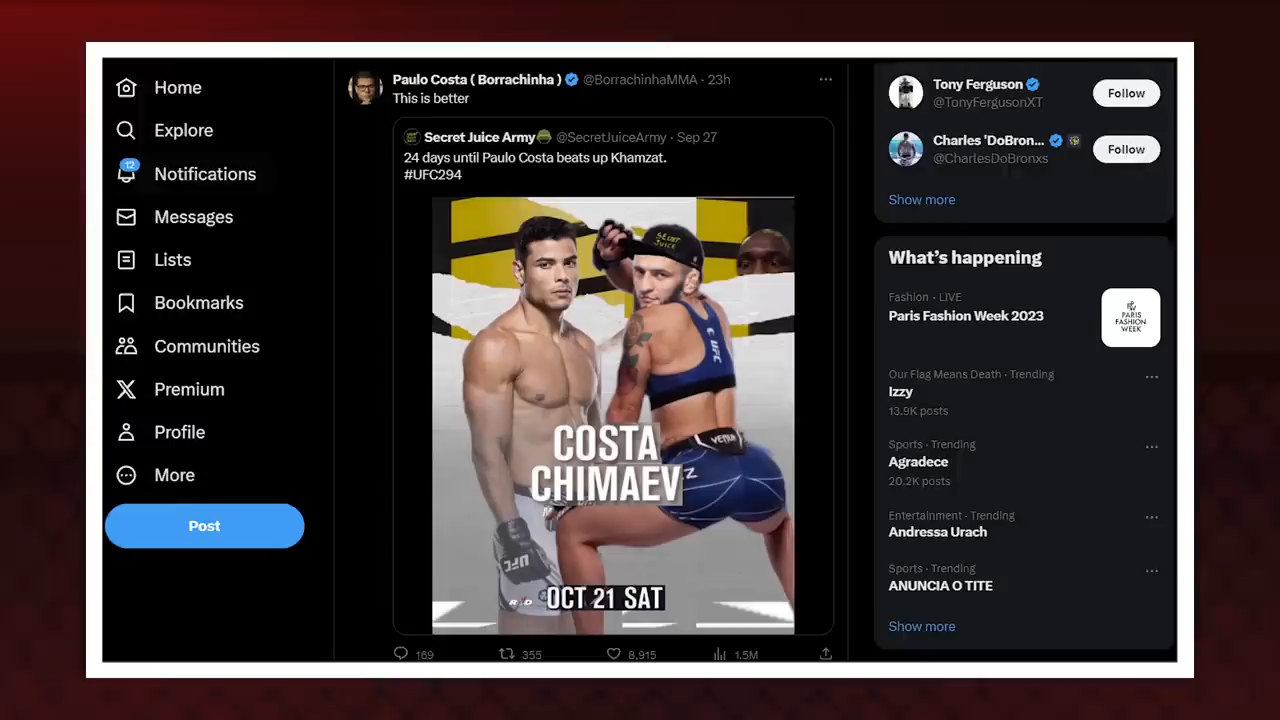 Home
Explore
12
Notifications
Messages
Lists
Bookmarks
Communities
Premium
Profile
More
Post
Paulo Costa ( Borrachinha ) @BorrachinhaMMA · 23h
This is better
Secret Juice Army @SecretJuiceArmy · Sep 27
24 days until Paulo Costa beats up Khamzat.
#UFC294
SECRET
JUICE
UFC
VENUM
COSTA
CHIMAEV
UFC
OCT 21 SAT
169 355 8,915 1.5M
Tony Ferguson
@TonyFergusonXT
Follow
Charles 'DoBron...
@CharlesDoBronxs
Follow
Show more
What's happening
Fashion · LIVE
Paris Fashion Week 2023
PARIS
FASHION
WEEK
Our Flag Means Death · Trending
Izzy
13.9K posts
Sports · Trending
Agradece
20.2K posts
Entertainment · Trending
Andressa Urach
Sports · Trending
ANUNCIA O TITE
Show more